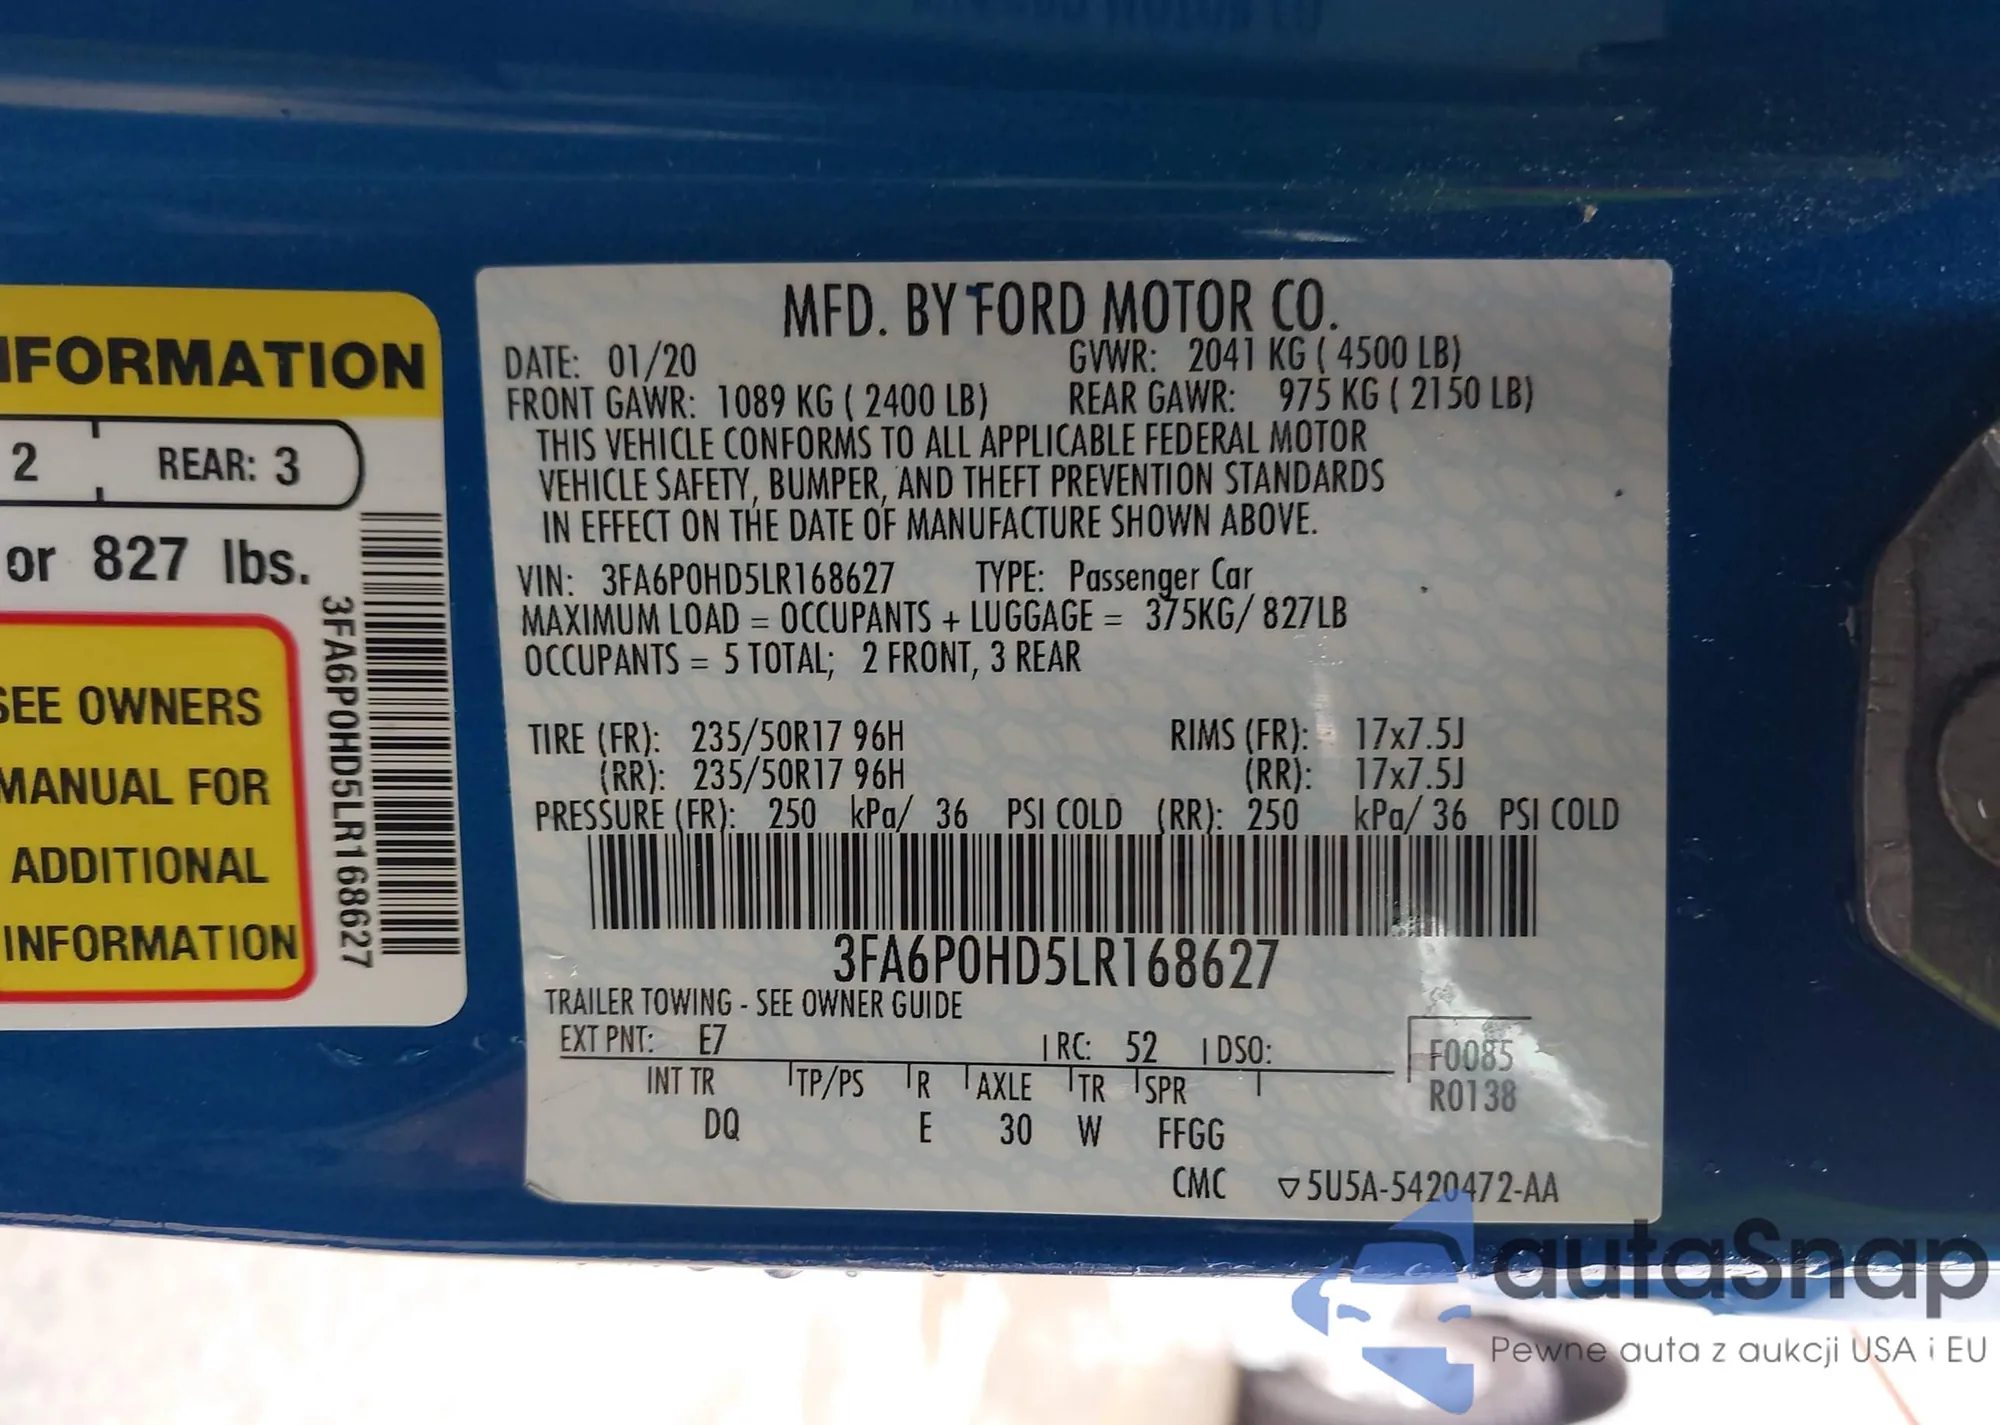 MFD. BY FORD MOTOR CO.
DATE: 01/20 GVWR: 2041 KG ( 4500 LB)
FRONT GAWR: 1089 KG ( 2400 LB) REAR GAWR: 975 KG ( 2150 LB)
THIS VEHICLE CONFORMS TO ALL APPLICABLE FEDERAL MOTOR
VEHICLE SAFETY, BUMPER, AND THEFT PREVENTION STANDARDS
IN EFFECT ON THE DATE OF MANUFACTURE SHOWN ABOVE.
VIN: 3FA6P0HD5LR168627 TYPE: Passenger Car
MAXIMUM LOAD = OCCUPANTS + LUGGAGE = 375KG/ 827LB
OCCUPANTS = 5 TOTAL; 2 FRONT, 3 REAR
TIRE (FR): 235/50R17 96H RIMS (FR): 17x7.5J
(RR): 235/50R17 96H (RR): 17x7.5J
PRESSURE (FR): 250 kPa/ 36 PSI COLD (RR): 250 kPa/ 36 PSI COLD
3FA6P0HD5LR168627
TRAILER TOWING - SEE OWNER GUIDE
EXT PNT: E7 RC: 52 DSO:
F0085
R0138
INT TR TP/PS R AXLE TR SPR
DQ E 30 W FFGG
CMC ▽5U5A-5420472-AA
NFORMATION
2 REAR: 3
or 827 lbs.
SEE OWNERS
MANUAL FOR
ADDITIONAL
INFORMATION
3FA6P0HD5LR168627
autaSnap
Pewne auta z aukcji USA i EU